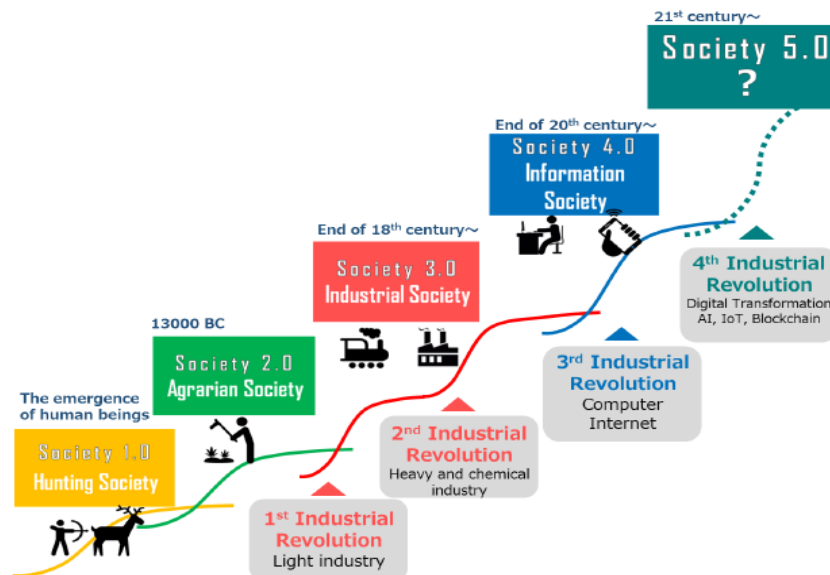 21st century～
Society 5.0
?
End of 20th century～
Society 4.0
Information
Society
End of 18th century～
Society 3.0
Industrial Society
13000 BC
Society 2.0
Agrarian Society
The emergence
of human beings
Society 1.0
Hunting Society
1st Industrial
Revolution
Light industry
2nd Industrial
Revolution
Heavy and chemical
industry
3rd Industrial
Revolution
Computer
Internet
4th Industrial
Revolution
Digital Transformation
AI, IoT, Blockchain